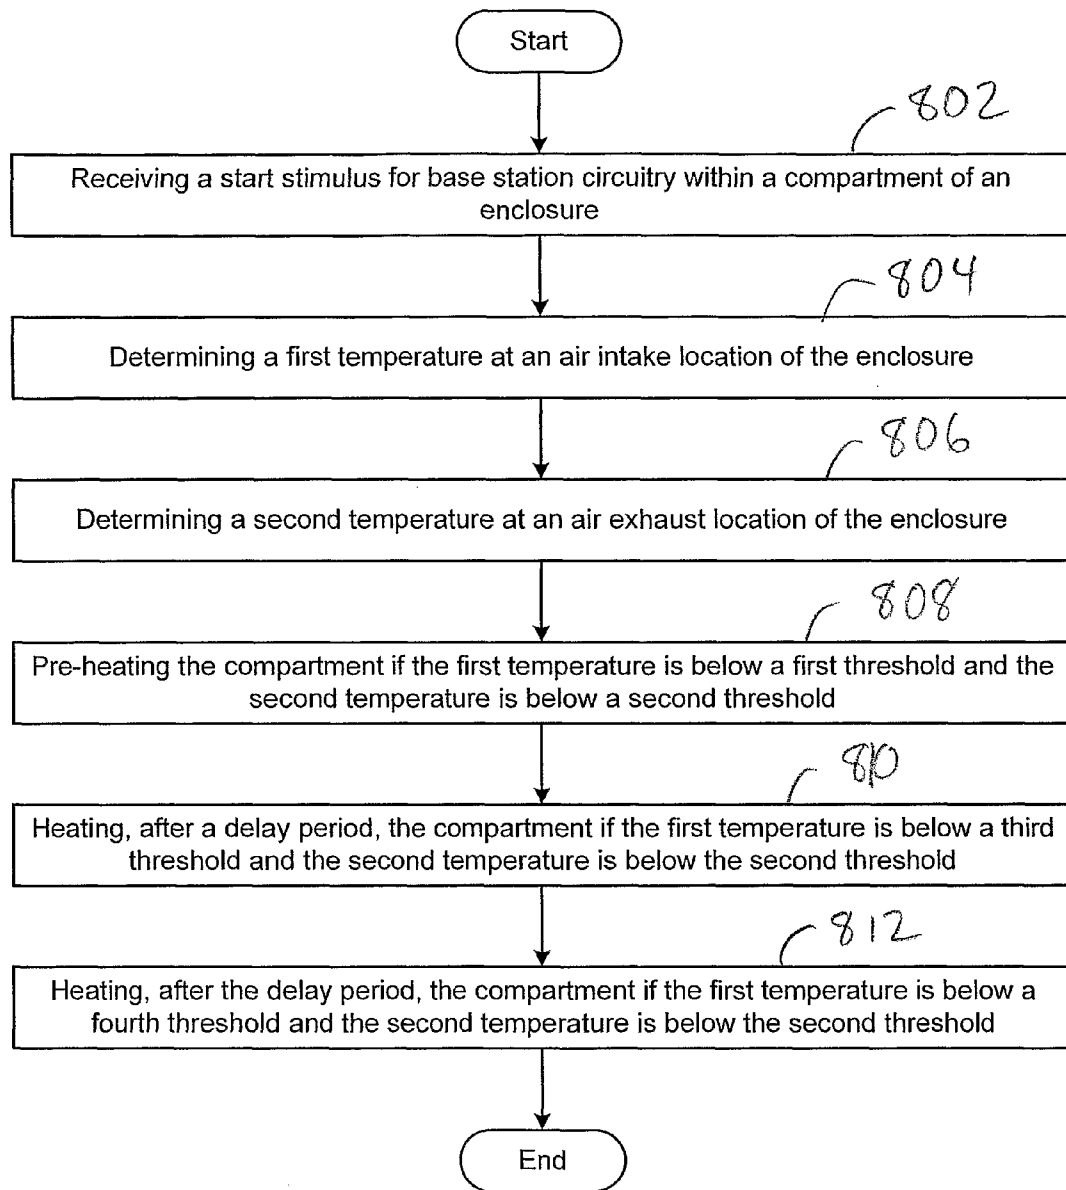 Start
802
Receiving a start stimulus for base station circuitry within a compartment of an
enclosure
804
Determining a first temperature at an air intake location of the enclosure
806
Determining a second temperature at an air exhaust location of the enclosure
808
Pre-heating the compartment if the first temperature is below a first threshold and the
second temperature is below a second threshold
810
Heating, after a delay period, the compartment if the first temperature is below a third
threshold and the second temperature is below the second threshold
812
Heating, after the delay period, the compartment if the first temperature is below a
fourth threshold and the second temperature is below the second threshold
End